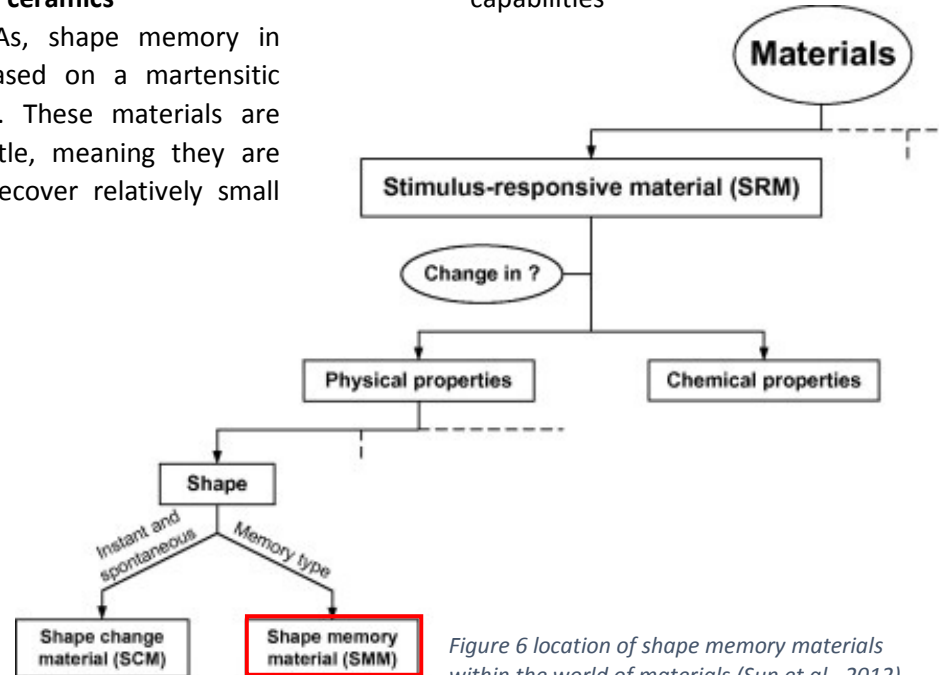 ceramics
As, shape memory in
ased on a martensitic
. These materials are
tle, meaning they are
ecover relatively small
capabilities
Materials
Stimulus-responsive material (SRM)
Change in ?
Physical properties
Chemical properties
Shape
Instant and
spontaneous
Memory type
Shape change
material (SCM)
Shape memory
material (SMM)
Figure 6 location of shape memory materials
within the world of materials (Sun et al., 2012)